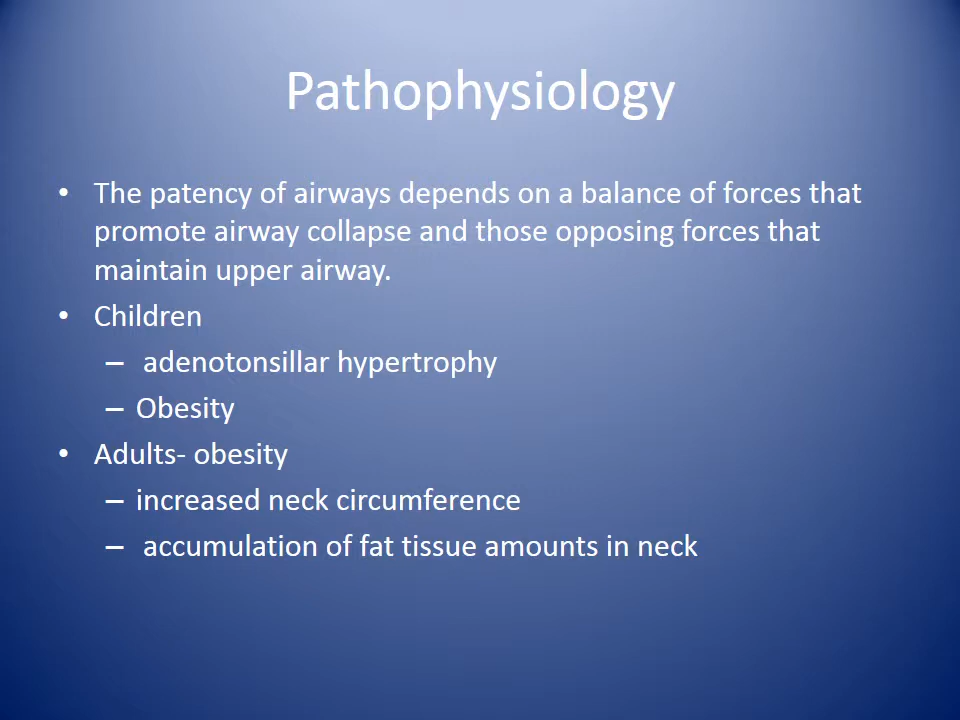 Pathophysiology
• The patency of airways depends on a balance of forces that
promote airway collapse and those opposing forces that
maintain upper airway.
• Children
– adenotonsillar hypertrophy
– Obesity
• Adults- obesity
– increased neck circumference
– accumulation of fat tissue amounts in neck